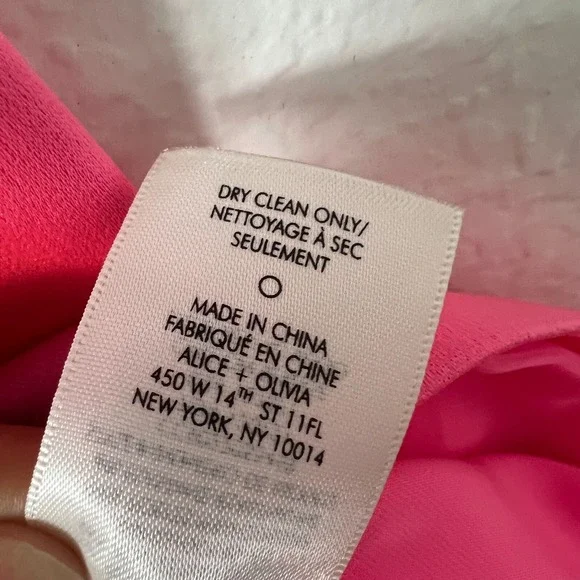 DRY CLEAN ONLY/
NETTOYAGE À SEC
SEULEMENT
MADE IN CHINA
FABRIQUÉ EN CHINE
ALICE + OLIVIA
450 W 14TH ST 11FL
NEW YORK, NY 10014